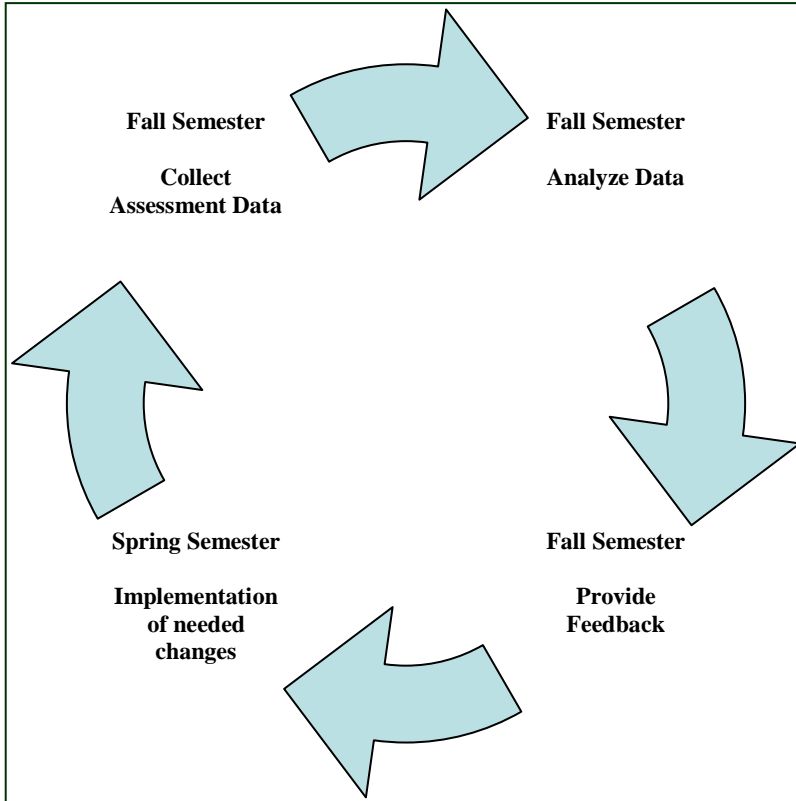 Fall Semester
Collect
Assessment Data
Fall Semester
Analyze Data
Fall Semester
Provide
Feedback
Spring Semester
Implementation
of needed
changes